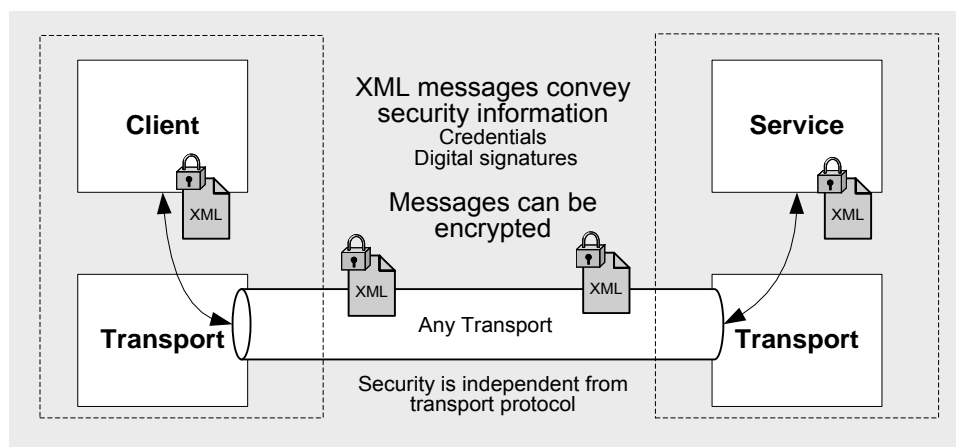 Client
XML
XML messages convey
security information
Credentials
Digital signatures
Messages can be
encrypted
Service
XML
Transport
XML
XML
Any Transport
Transport
Security is independent from
transport protocol